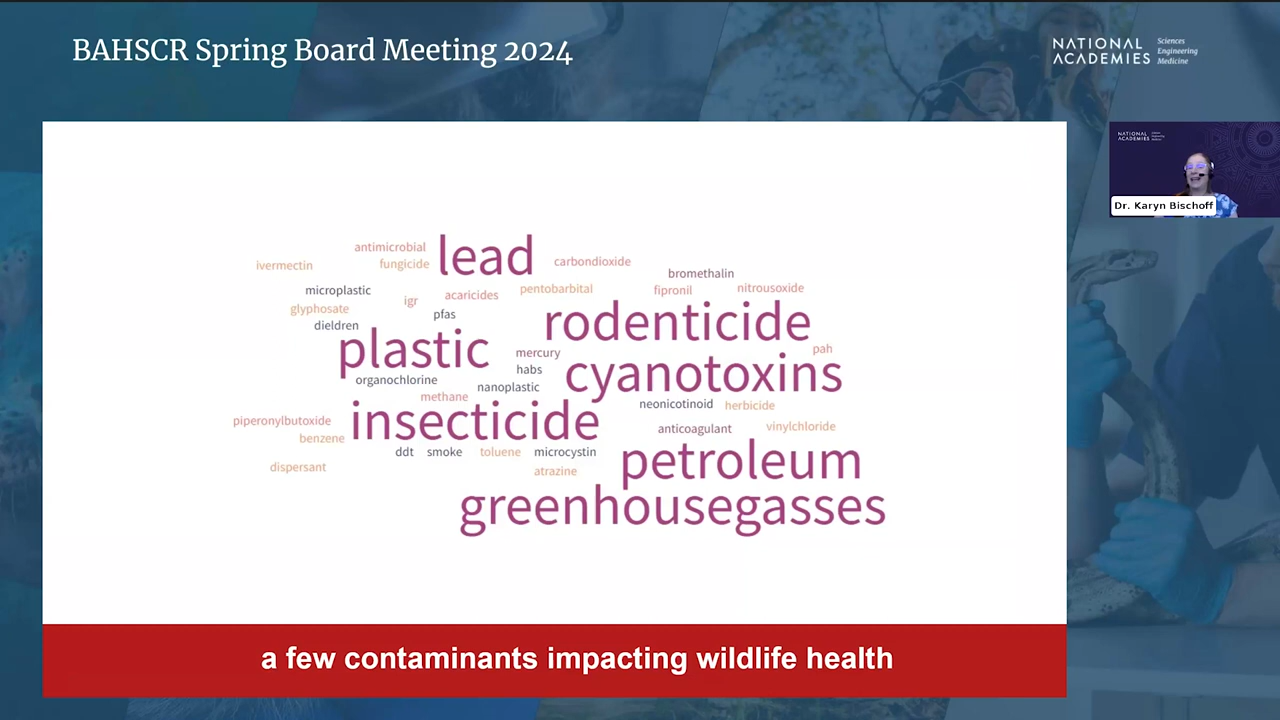 BAHSCR Spring Board Meeting 2024
NATIONAL ACADEMIES
Sciences
Engineering
Medicine
NATIONAL
ACADEMIES
Dr. Karyn Bischoff
antimicrobial
lead
ivermectin
fungicide
carbondioxide
bromethalin
microplastic
igr
acaricides
pentobarbital
fipronil
nitrousoxide
glyphosate
pfas
dieldren
rodenticide
plastic
mercury
pah
habs
cyanotoxins
organochlorine
nanoplastic
methane
neonicotinoid
herbicide
piperonylbutoxide
insecticide
anticoagulant
vinylchloride
benzene
ddt
smoke
toluene
microcystin
petroleum
dispersant
atrazine
greenhousegasses
a few contaminants impacting wildlife health